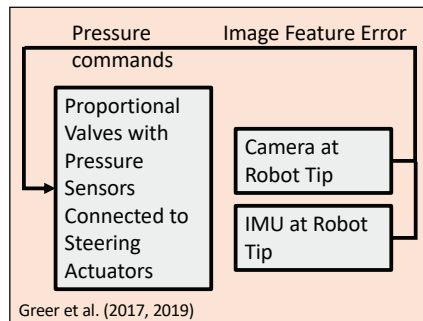 Pressure commands
Image Feature Error
Proportional
Valves with
Pressure
Sensors
Connected to
Steering
Actuators
Camera at
Robot Tip
IMU at Robot
Tip
Greer et al. (2017, 2019)